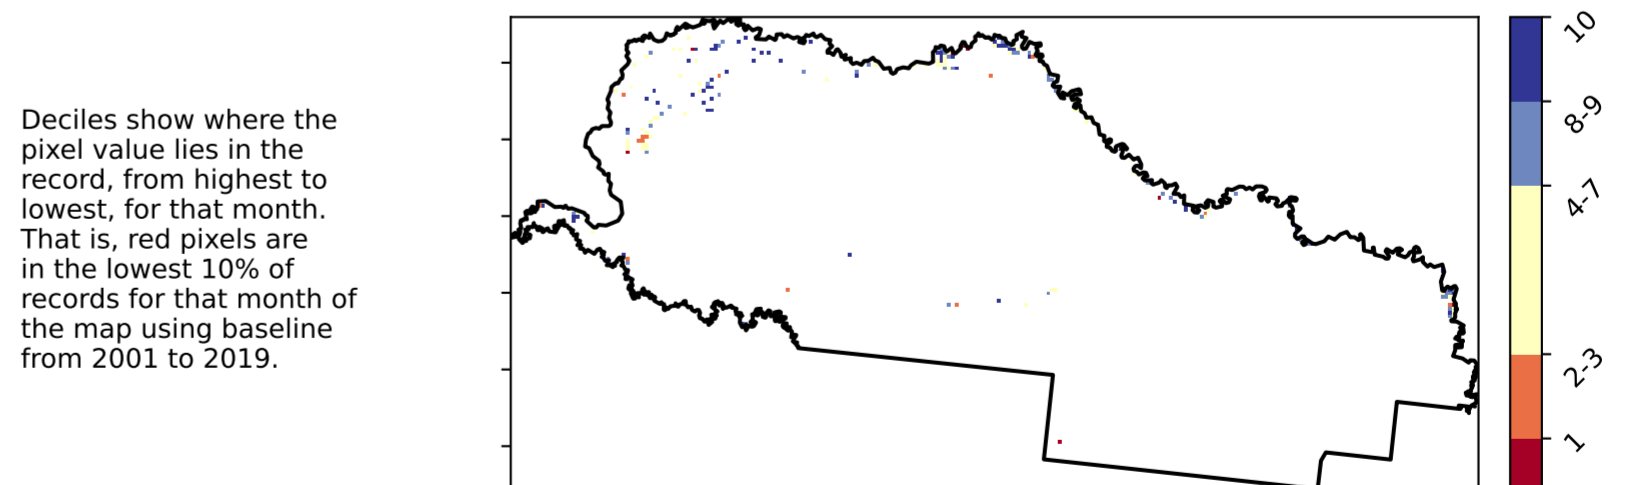 Deciles show where the
pixel value lies in the
record, from highest to
lowest, for that month.
That is, red pixels are
in the lowest 10% of
records for that month of
the map using baseline
from 2001 to 2019.
10
8-9
4-7
2-3
1